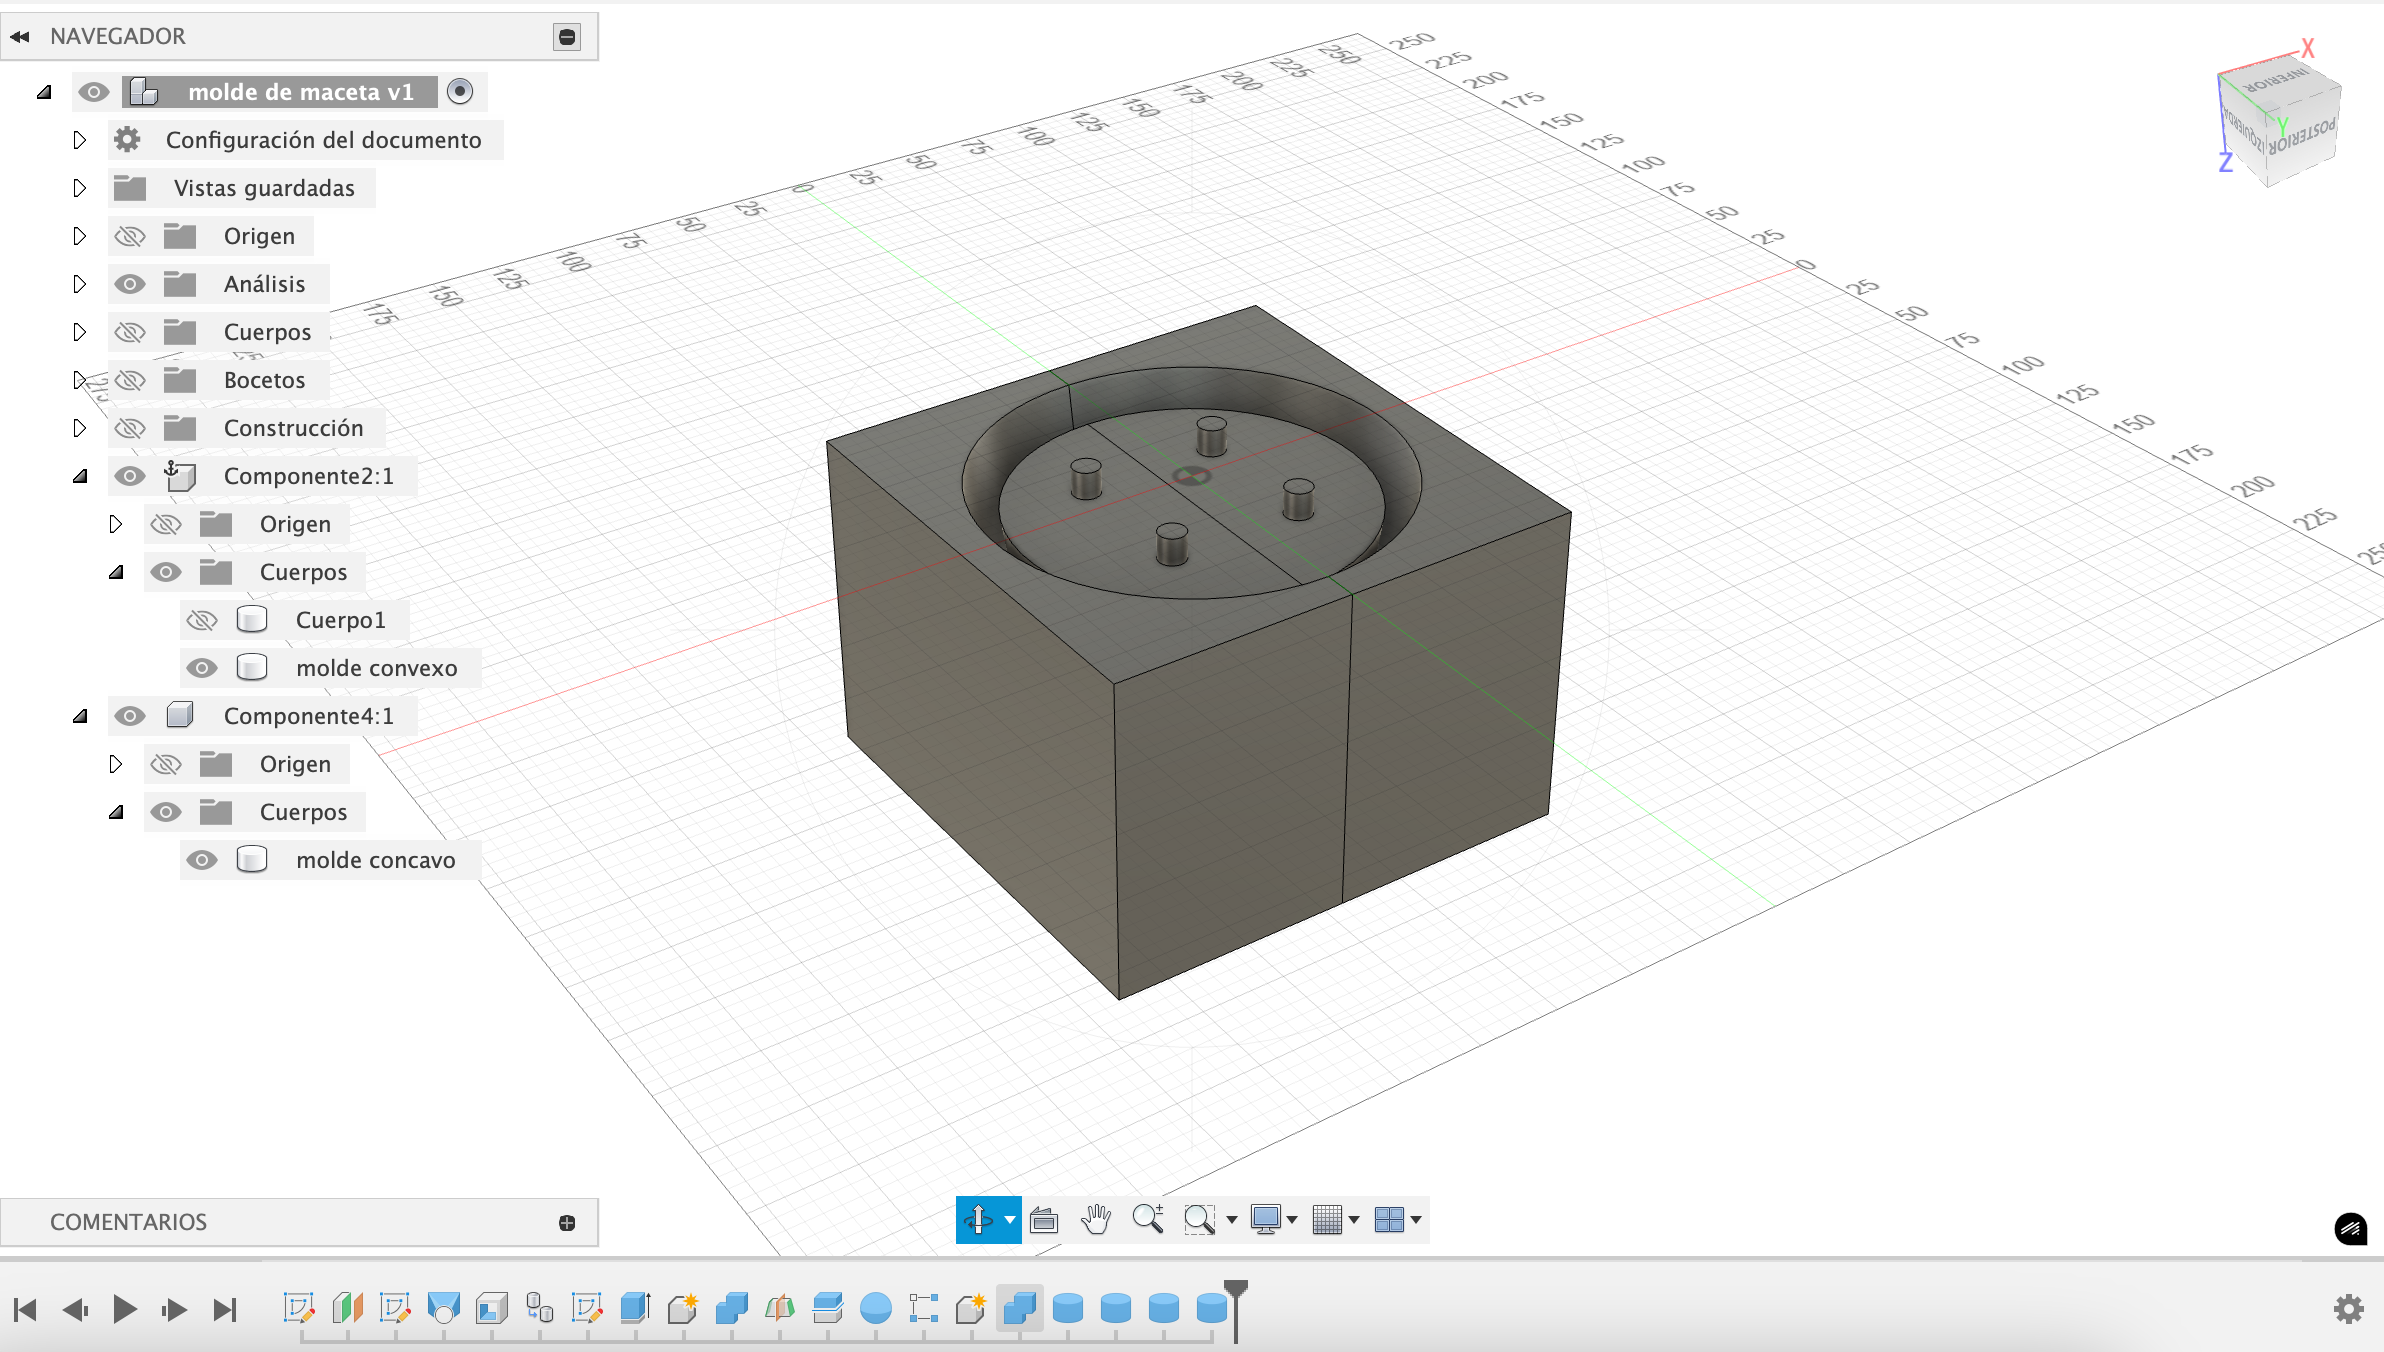 NAVEGADOR
molde de maceta v1
Configuración del documento
Vistas guardadas
Origen
Análisis
Cuerpos
Bocetos
Construcción
Componente2:1
Origen
Cuerpos
Cuerpo1
molde convexo
Componente4:1
Origen
Cuerpos
molde concavo
COMENTARIOS
175
150
125
100
75
50
25
0
25
50
75
100
125
150
175
200
225
250
250
225
200
175
150
125
100
75
50
25
0
25
50
75
100
125
150
175
200
225
X
INFERIOR
Y
POSTERIOR
Z